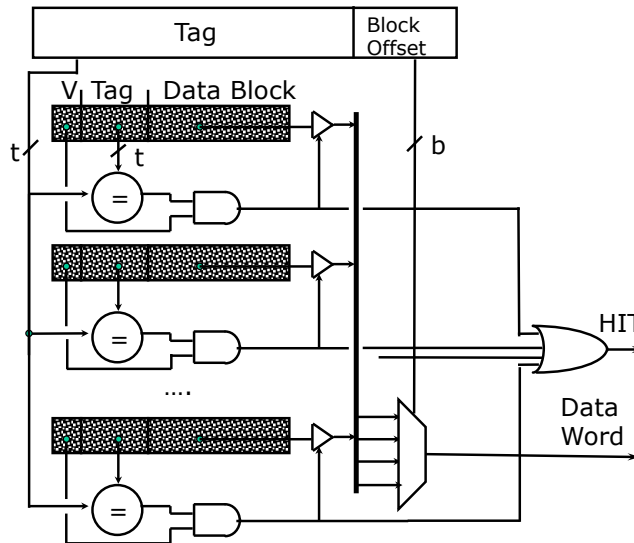 Tag
Block
Offset
V Tag Data Block
t
t
b
=
=
HIT
….
Data
Word
=